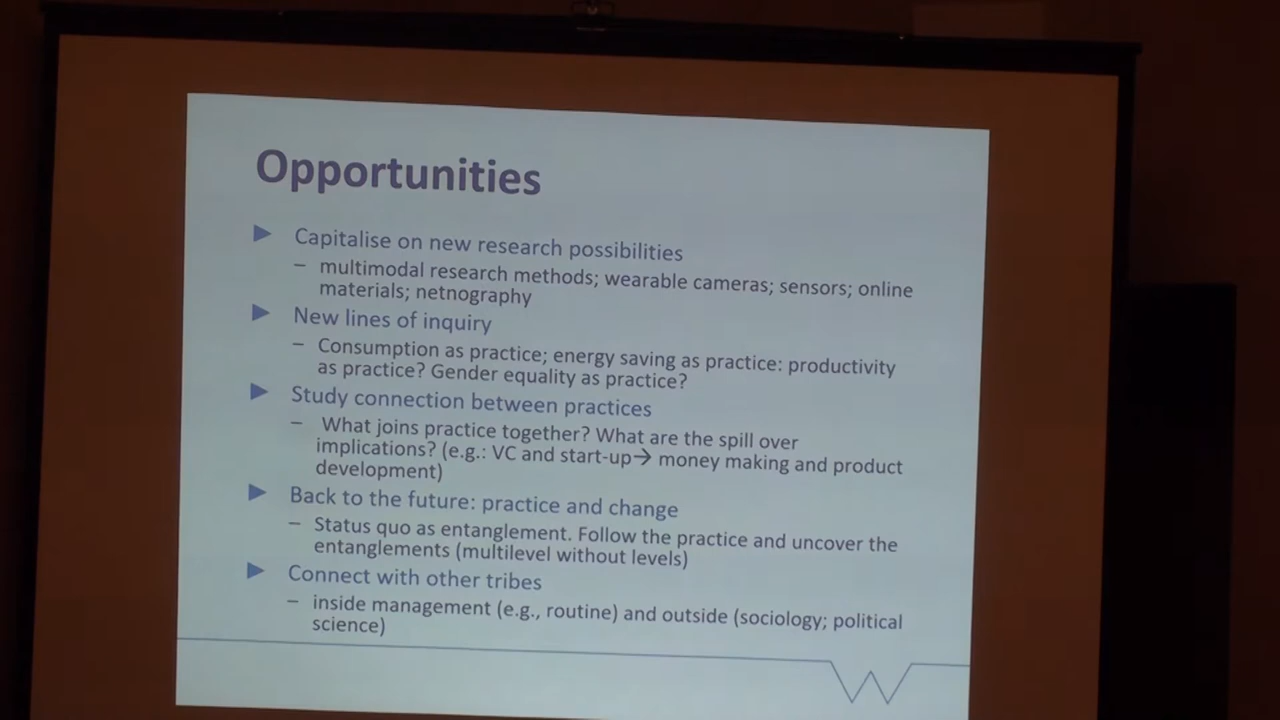 Opportunities
Capitalise on new research possibilities
– multimodal research methods; wearable cameras; sensors; online
materials; netnography
New lines of inquiry
– Consumption as practice; energy saving as practice: productivity
as practice? Gender equality as practice?
Study connection between practices
– What joins practice together? What are the spill over
implications? (e.g.: VC and start-up→ money making and product
development)
Back to the future: practice and change
– Status quo as entanglement. Follow the practice and uncover the
entanglements (multilevel without levels)
Connect with other tribes
– inside management (e.g., routine) and outside (sociology; political
science)